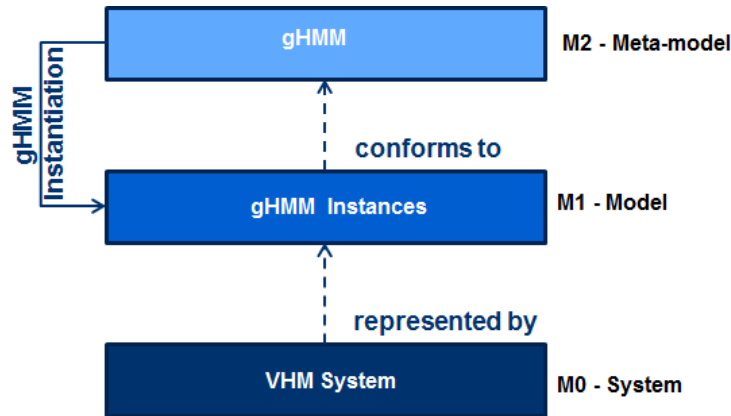 gHMM
M2 - Meta-model
gHMM
Instantiation
conforms to
gHMM Instances
M1 - Model
represented by
VHM System
M0 - System